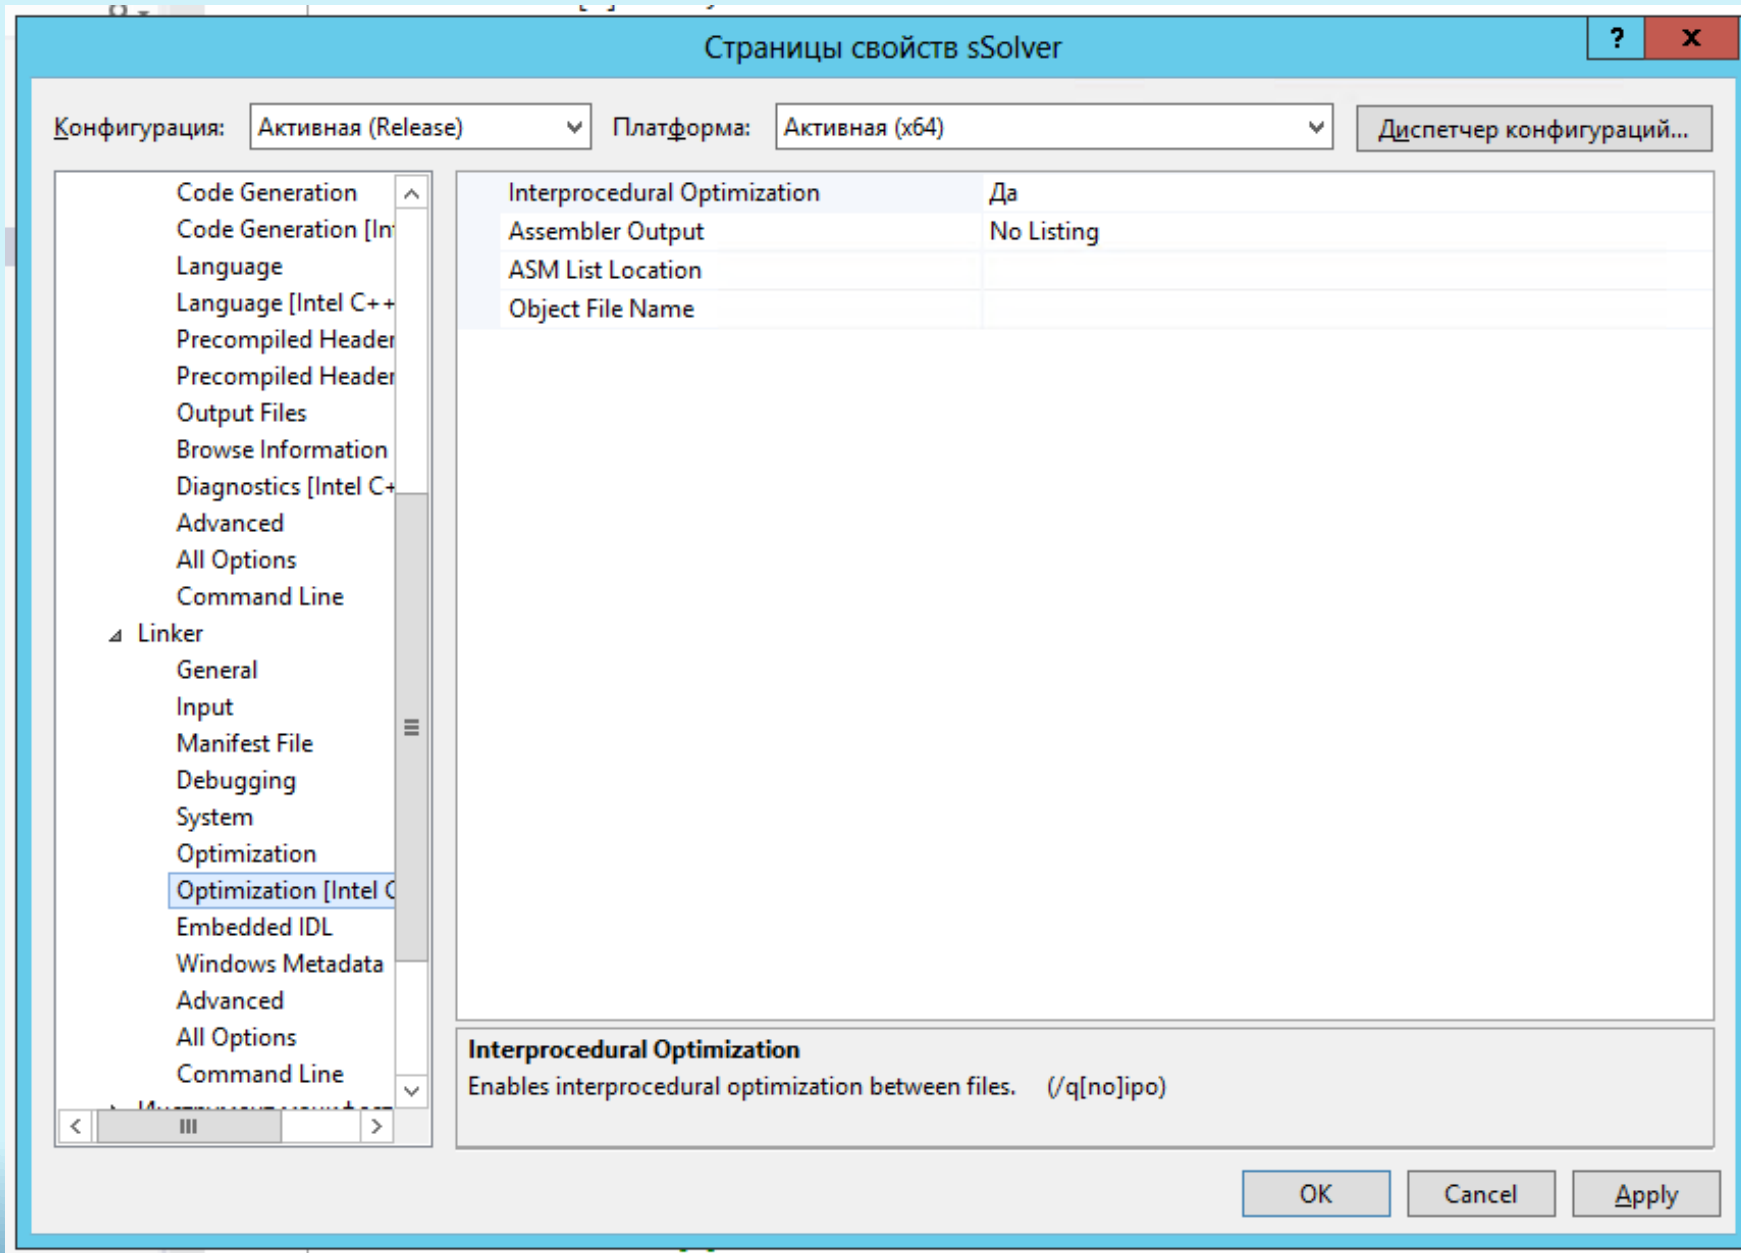 Страницы свойств sSolver
?
x
Конфигурация:
Активная (Release)
Платформа:
Активная (x64)
Диспетчер конфигураций...
Code Generation
Code Generation [In
Language
Language [Intel C++
Precompiled Header
Precompiled Header
Output Files
Browse Information
Diagnostics [Intel C+
Advanced
All Options
Command Line
Linker
General
Input
Manifest File
Debugging
System
Optimization
Optimization [Intel C
Embedded IDL
Windows Metadata
Advanced
All Options
Command Line
Interprocedural Optimization Да
Assembler Output No Listing
ASM List Location
Object File Name
Interprocedural Optimization
Enables interprocedural optimization between files. (/q[no]ipo)
OK
Cancel
Apply